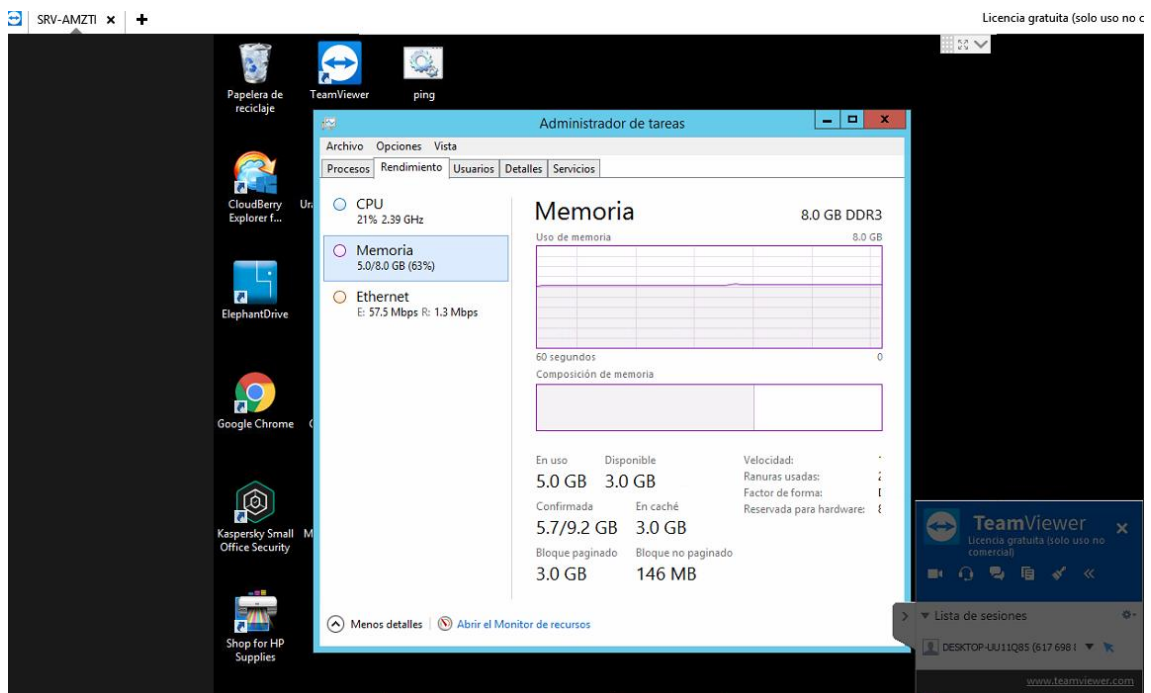 SRV-AMZTI
Licencia gratuita (solo uso no c
Papelera de
reciclaje
TeamViewer
ping
CloudBerry
Explorer f...
ElephantDrive
Google Chrome
Kaspersky Small
Office Security
Shop for HP
Supplies
Administrador de tareas
Archivo Opciones Vista
Procesos Rendimiento Usuarios Detalles Servicios
CPU
21% 2.39 GHz
Memoria
5.0/8.0 GB (63%)
Ethernet
E: 57.5 Mbps R: 1.3 Mbps
Memoria 8.0 GB DDR3
Uso de memoria 8.0 GB
60 segundos 0
Composición de memoria
En uso Disponible
5.0 GB 3.0 GB
Confirmada En caché
5.7/9.2 GB 3.0 GB
Bloque paginado Bloque no paginado
3.0 GB 146 MB
Velocidad:
Ranuras usadas:
Factor de forma:
Reservada para hardware:
Menos detalles Abrir el Monitor de recursos
TeamViewer
Licencia gratuita (solo uso no
comercial)
Lista de sesiones
DESKTOP-UU11Q85 (617 698
www.teamviewer.com